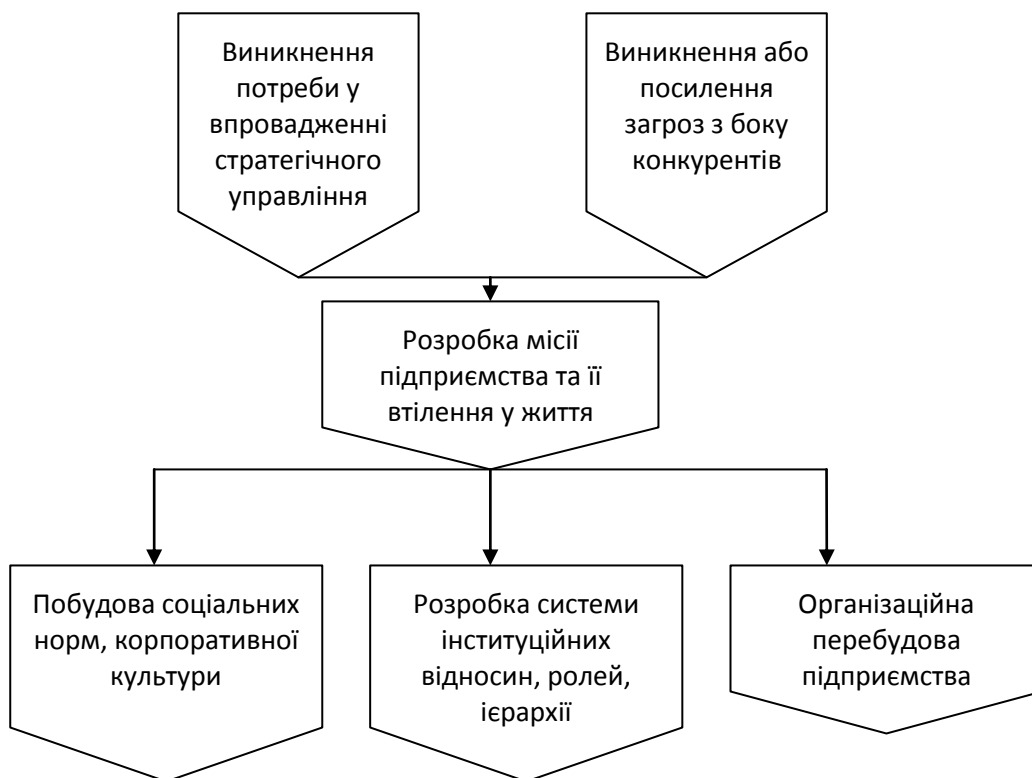 Виникнення
потреби у
впровадженні
стратегічного
управління
Виникнення або
посилення
загроз з боку
конкурентів
Розробка місії
підприємства та її
втілення у життя
Побудова соціальних
норм, корпоративної
культури
Розробка системи
інституційних
відносин, ролей,
ієрархії
Організаційна
перебудова
підприємства